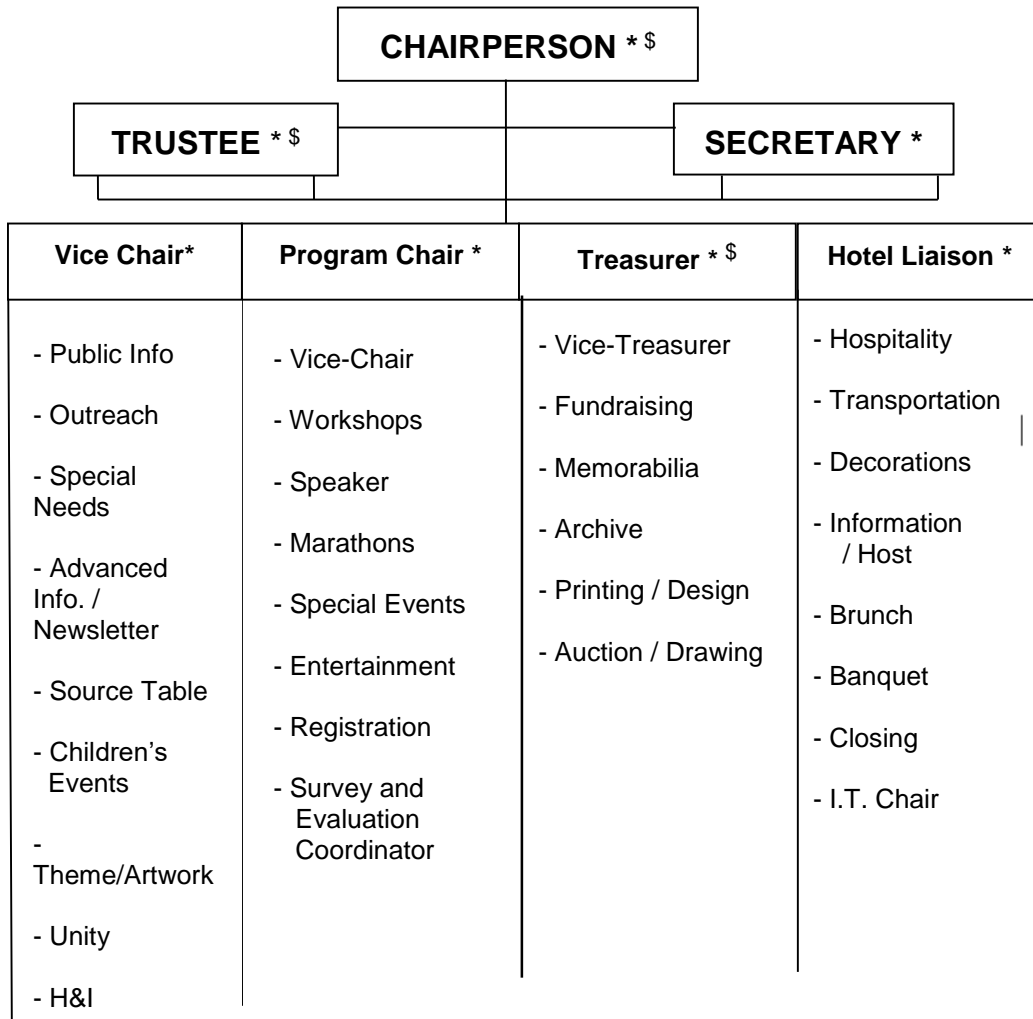 CHAIRPERSON * $
TRUSTEE * $
SECRETARY *
Vice Chair*
- Public Info
- Outreach
- Special
Needs
- Advanced
Info. /
Newsletter
- Source Table
- Children’s
Events
-
Theme/Artwork
- Unity
- H&I
Program Chair *
- Vice-Chair
- Workshops
- Speaker
- Marathons
- Special Events
- Entertainment
- Registration
- Survey and
Evaluation
Coordinator
Treasurer * $
- Vice-Treasurer
- Fundraising
- Memorabilia
- Archive
- Printing / Design
- Auction / Drawing
Hotel Liaison *
- Hospitality
- Transportation
- Decorations
- Information
/ Host
- Brunch
- Banquet
- Closing
- I.T. Chair